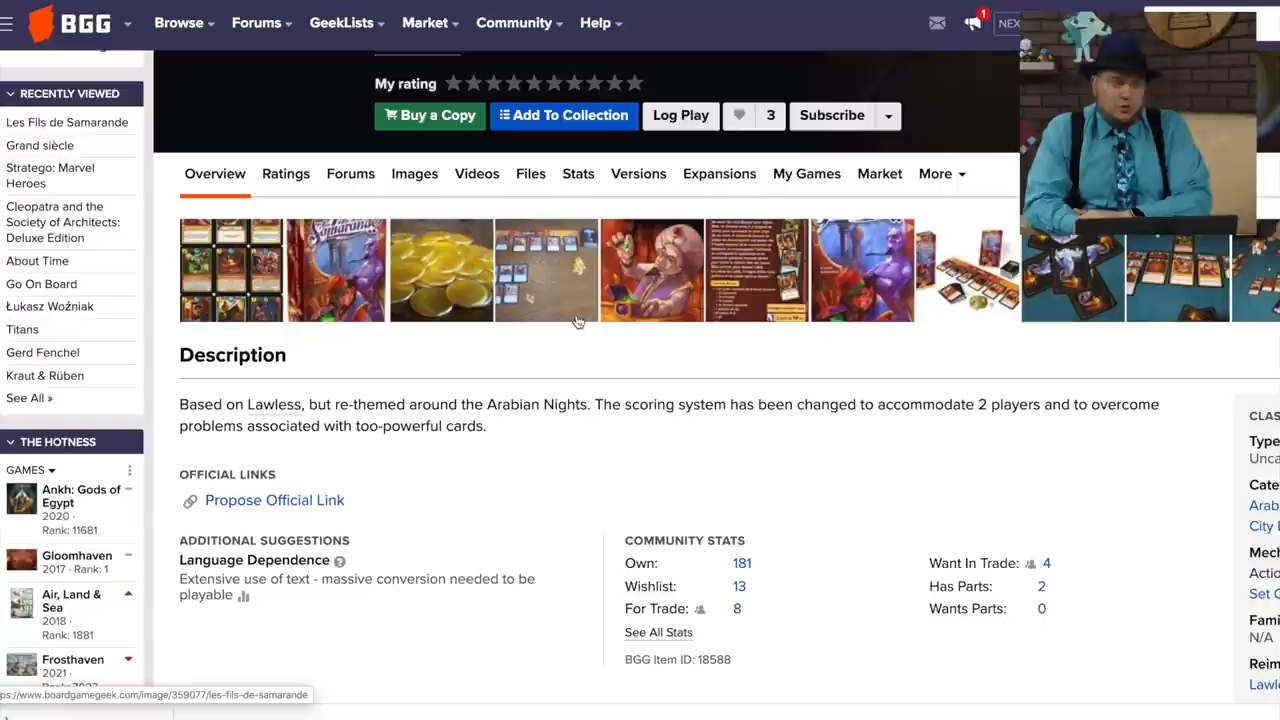 BGG
Browse
Forums
GeekLists
Market
Community
Help
1
NEX
RECENTLY VIEWED
Les Fils de Samarande
Grand siècle
Stratego: Marvel
Heroes
Cleopatra and the
Society of Architects:
Deluxe Edition
About Time
Go On Board
Łukasz Woźniak
Titans
Gerd Fenchel
Kraut & Rüben
See All »
THE HOTNESS
GAMES
Ankh: Gods of
Egypt
2020 ·
Rank: 11681
Gloomhaven
2017 · Rank: 1
Air, Land &
Sea
2018 ·
Rank: 1881
Frosthaven
2021 ·
My rating
Buy a Copy
Add To Collection
Log Play
3
Subscribe
Overview
Ratings
Forums
Images
Videos
Files
Stats
Versions
Expansions
My Games
Market
More
Description
Based on Lawless, but re-themed around the Arabian Nights. The scoring system has been changed to accommodate 2 players and to overcome
problems associated with too-powerful cards.
OFFICIAL LINKS
Propose Official Link
ADDITIONAL SUGGESTIONS
Language Dependence
Extensive use of text - massive conversion needed to be
playable
COMMUNITY STATS
Own: 181
Wishlist: 13
For Trade: 8
See All Stats
BGG Item ID: 18588
Want In Trade: 4
Has Parts: 2
Wants Parts: 0
CLAS
Type
Unca
Cate
Arab
City
Mech
Actio
Set C
Fami
N/A
Reim
Lawl
ps://www.boardgamegeek.com/image/359077/les-fils-de-samarande